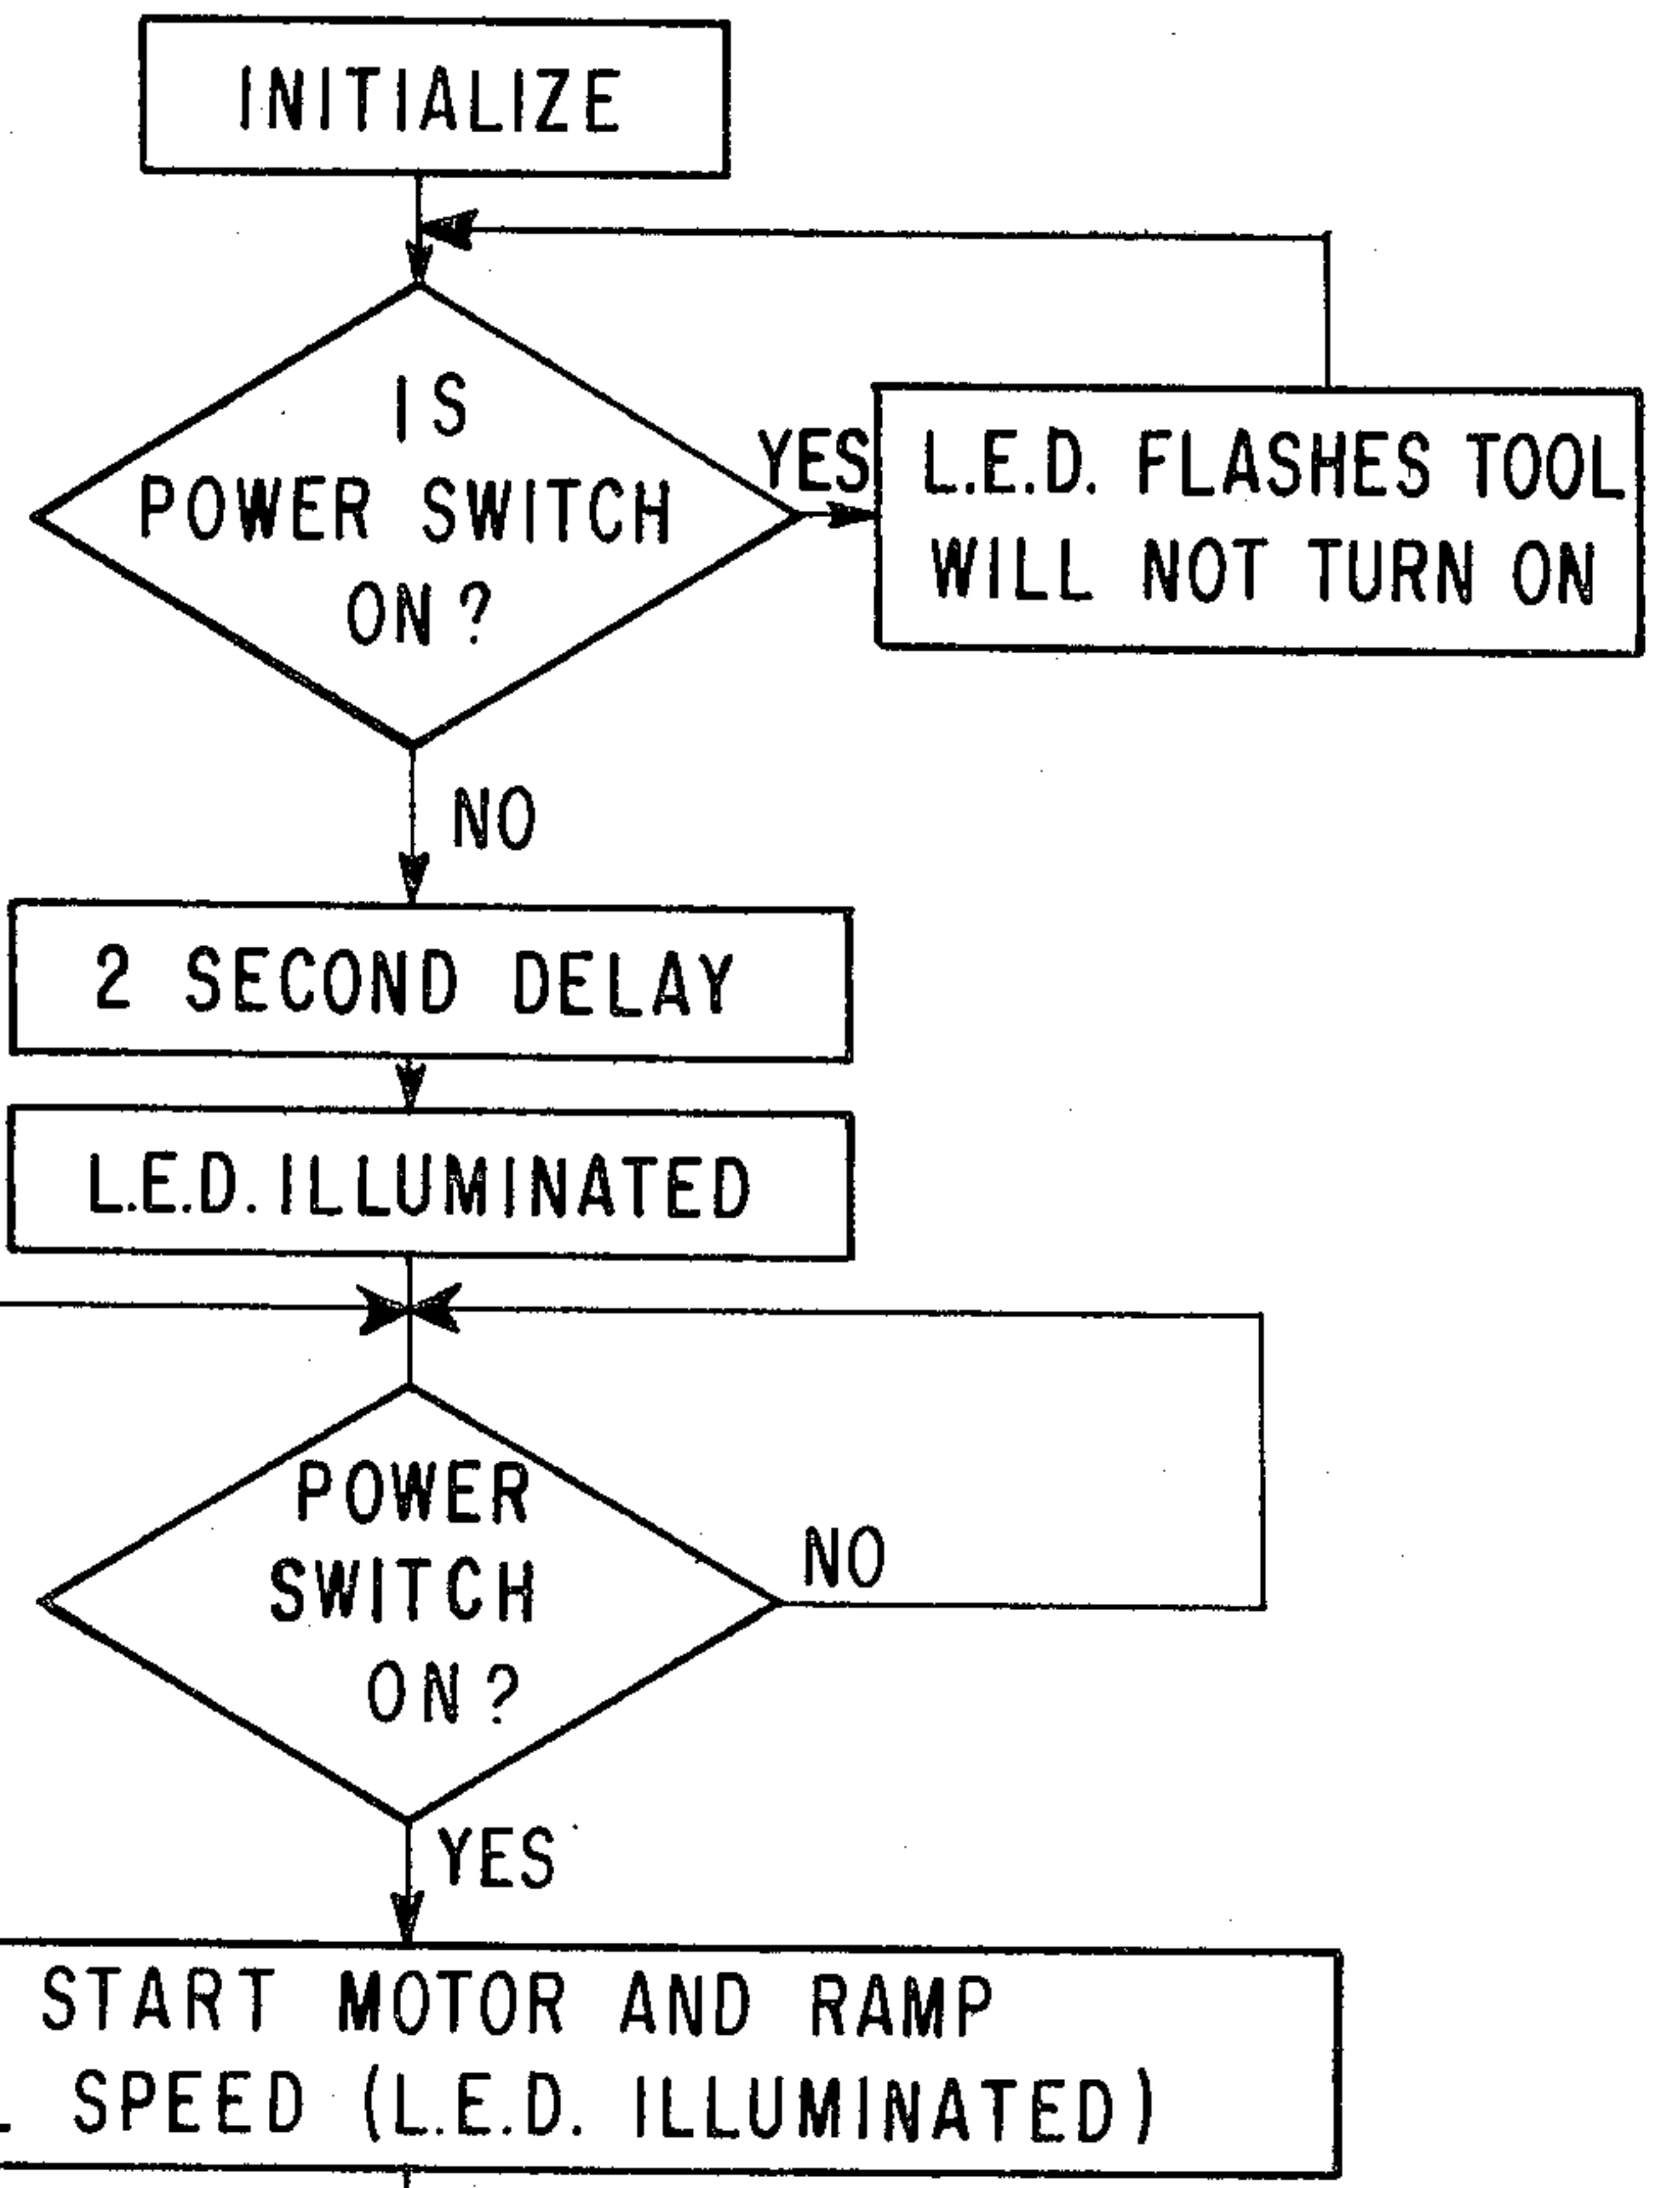 INITIALIZE
IS
POWER SWITCH
ON?
YES
L.E.D. FLASHES TOOL
WILL NOT TURN ON
NO
2 SECOND DELAY
L.E.D. ILLUMINATED
POWER
SWITCH
ON?
NO
YES
START MOTOR AND RAMP
SPEED (L.E.D. ILLUMINATED)